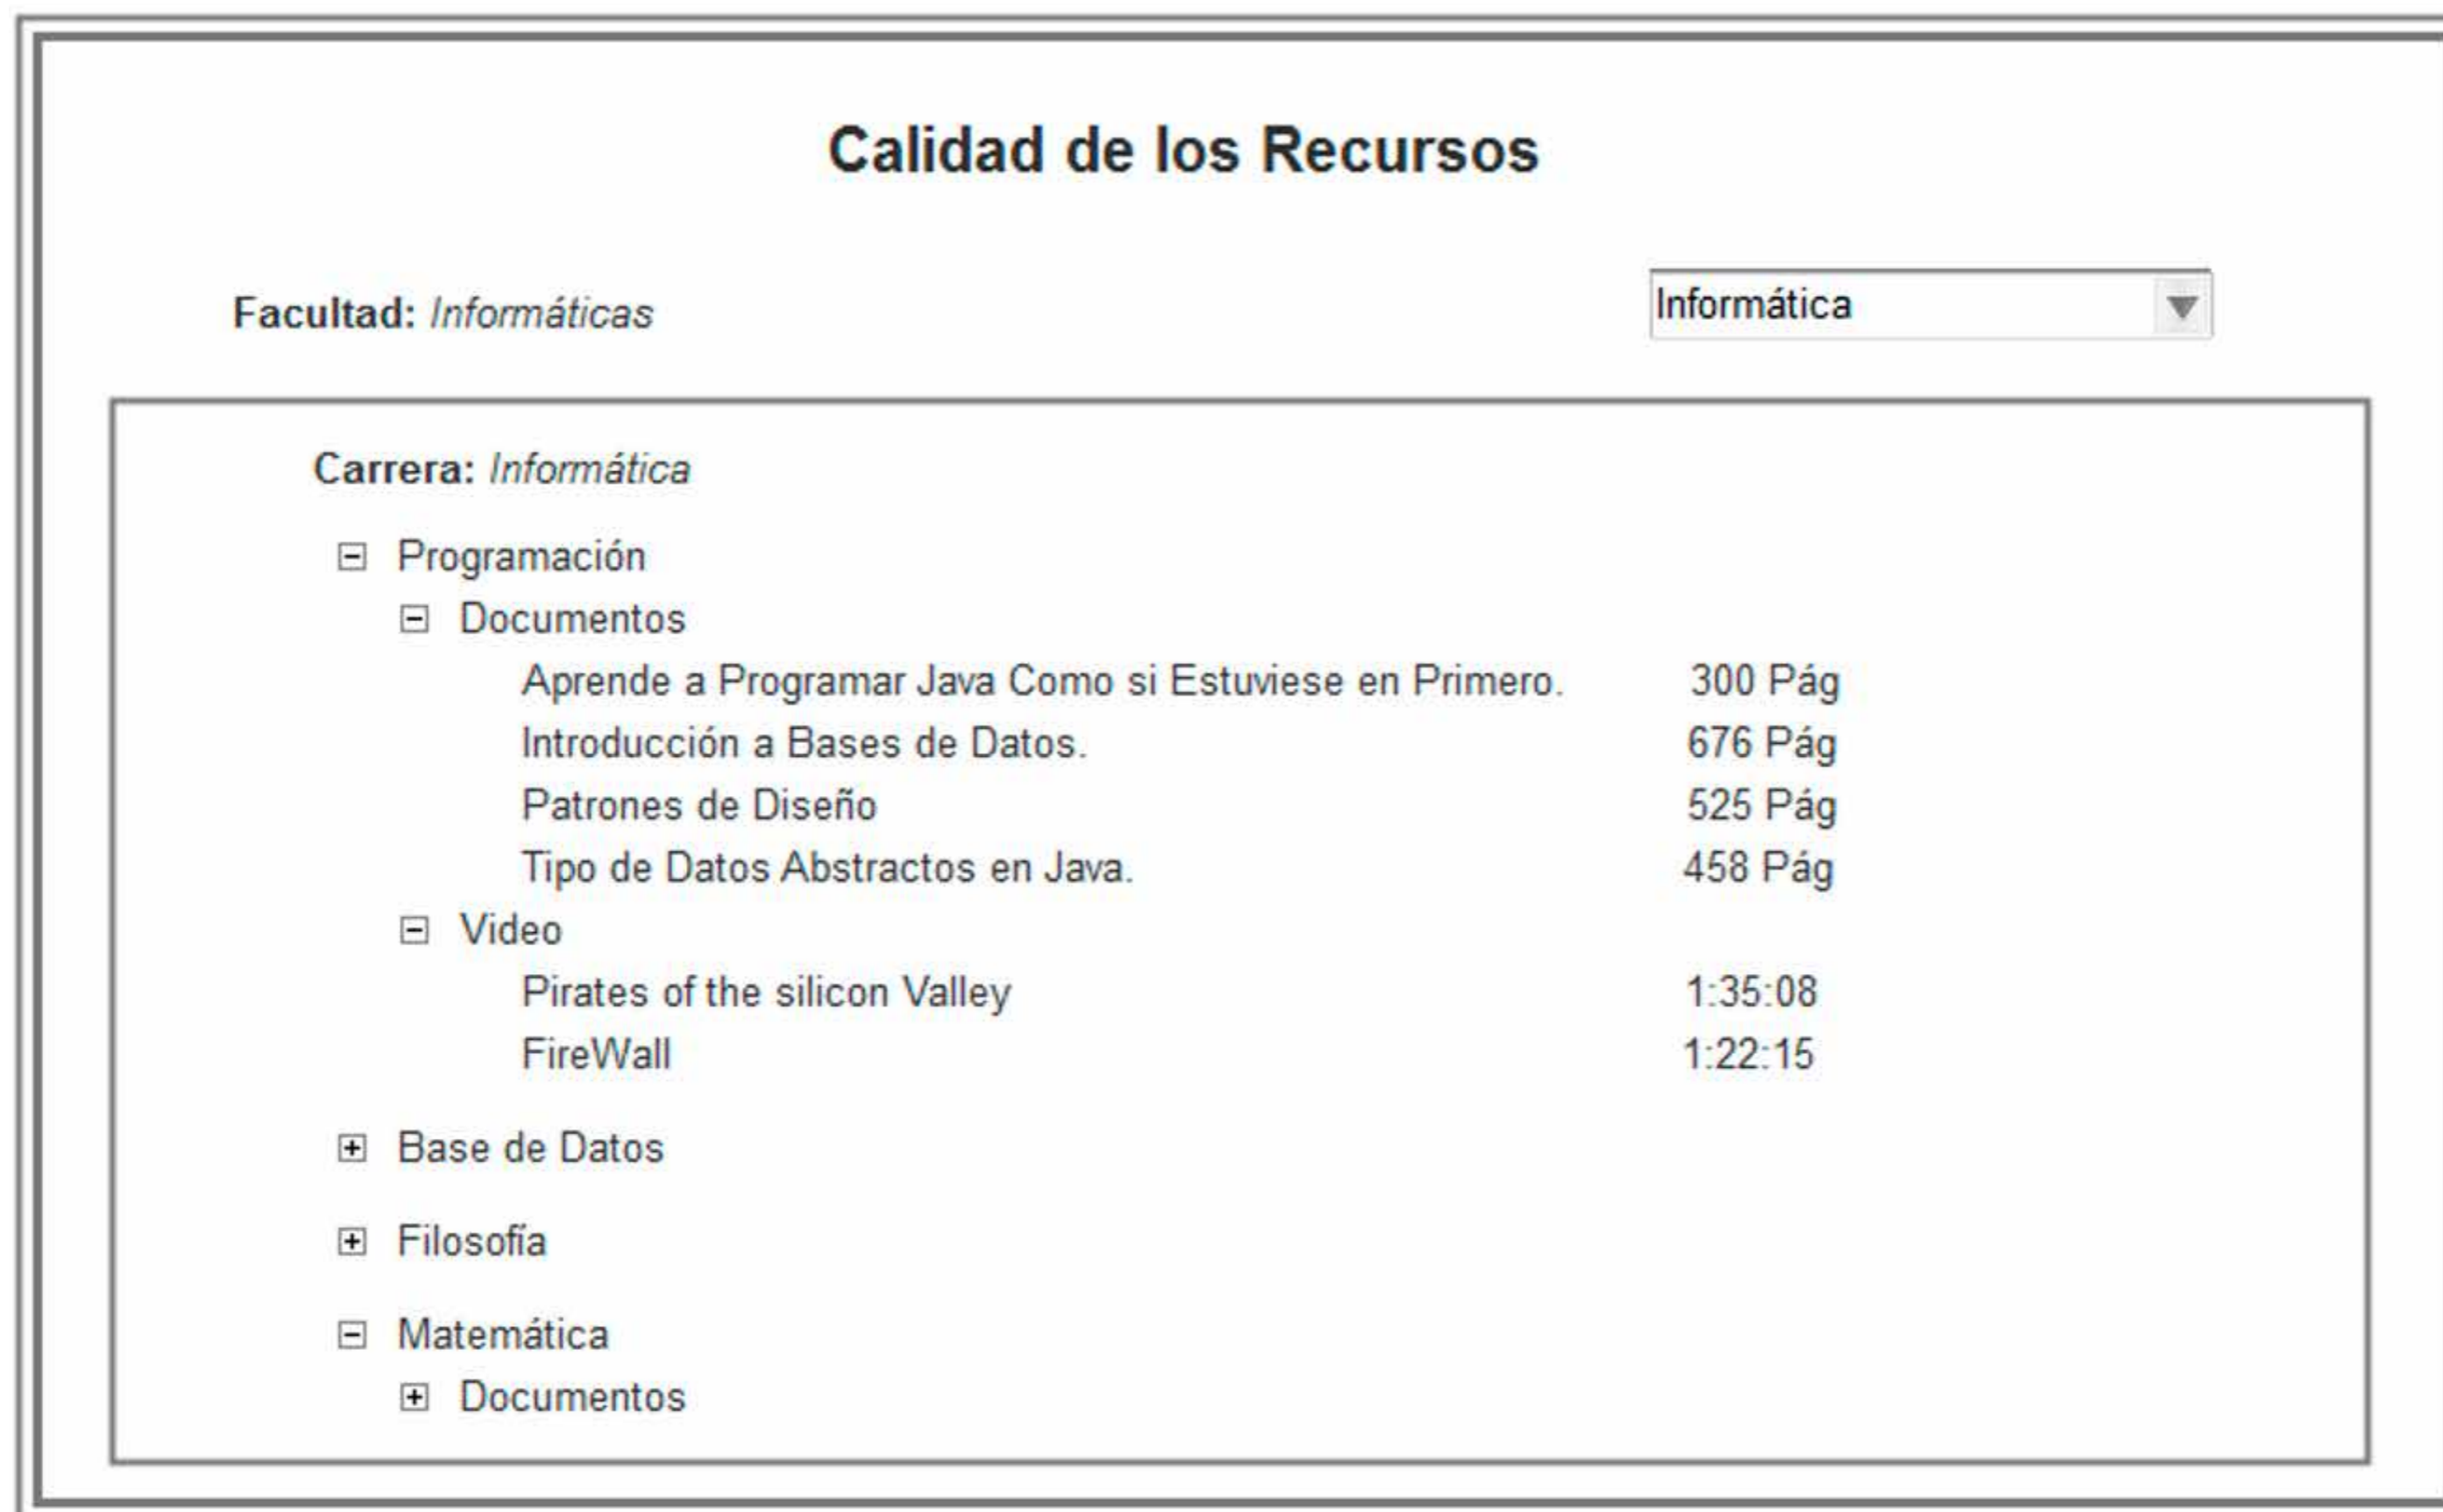 Calidad de los Recursos
Facultad: Informáticas
Informática
Carrera: Informática
Programación
Documentos
Aprende a Programar Java Como si Estuviese en Primero. 300 Pág
Introducción a Bases de Datos. 676 Pág
Patrones de Diseño 525 Pág
Tipo de Datos Abstractos en Java. 458 Pág
Video
Pirates of the silicon Valley 1:35:08
FireWall 1:22:15
Base de Datos
Filosofía
Matemática
Documentos